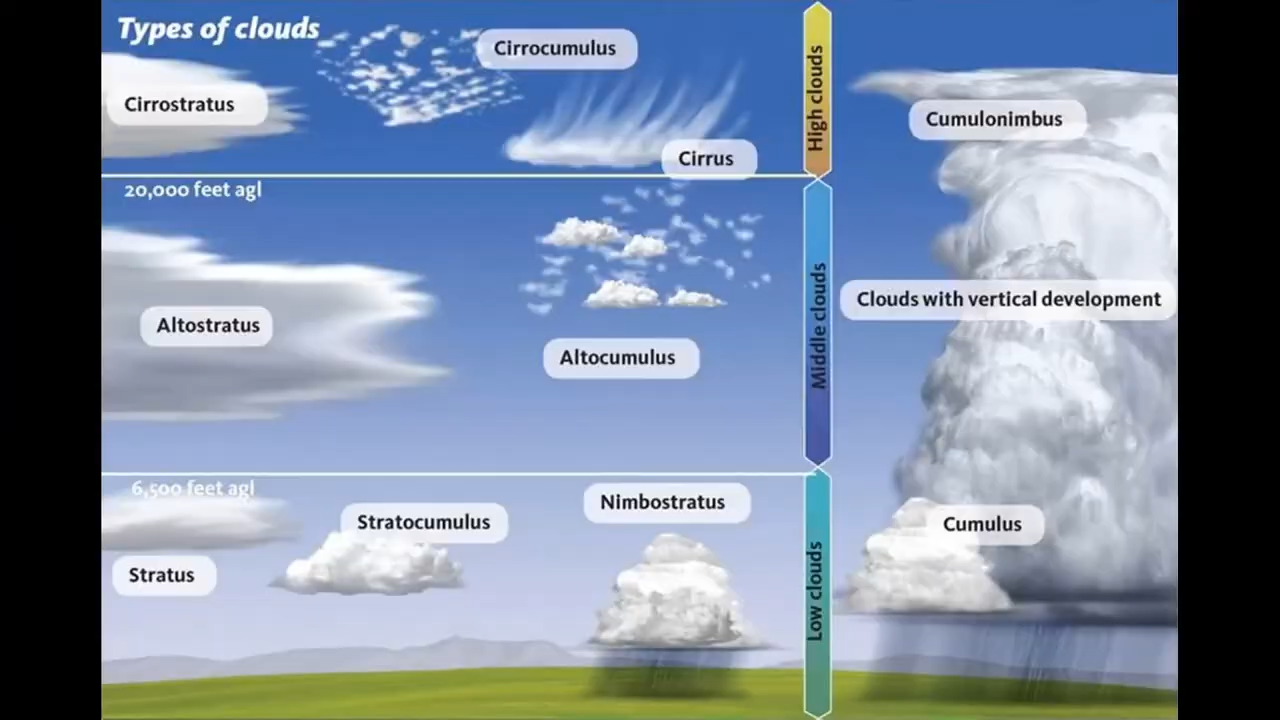 Types of clouds
Cirrocumulus
Cirrostratus
Cirrus
High clouds
Cumulonimbus
20,000 feet agl
Altostratus
Altocumulus
Middle clouds
Clouds with vertical development
6,500 feet agl
Stratus
Stratocumulus
Nimbostratus
Low clouds
Cumulus